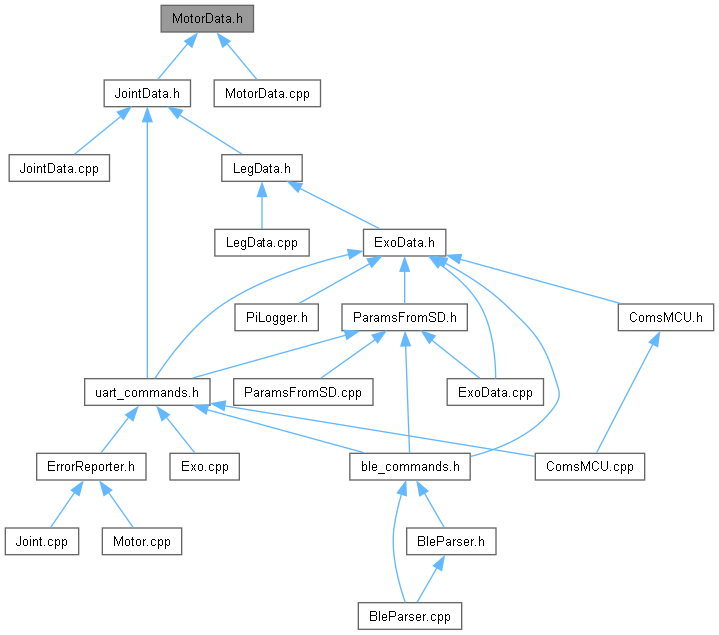 MotorData.h
JointData.h
MotorData.cpp
JointData.cpp
LegData.h
LegData.cpp
ExoData.h
PiLogger.h
ParamsFromSD.h
ComsMCU.h
uart_commands.h
ParamsFromSD.cpp
ExoData.cpp
ErrorReporter.h
Exo.cpp
ble_commands.h
ComsMCU.cpp
Joint.cpp
Motor.cpp
BleParser.h
BleParser.cpp